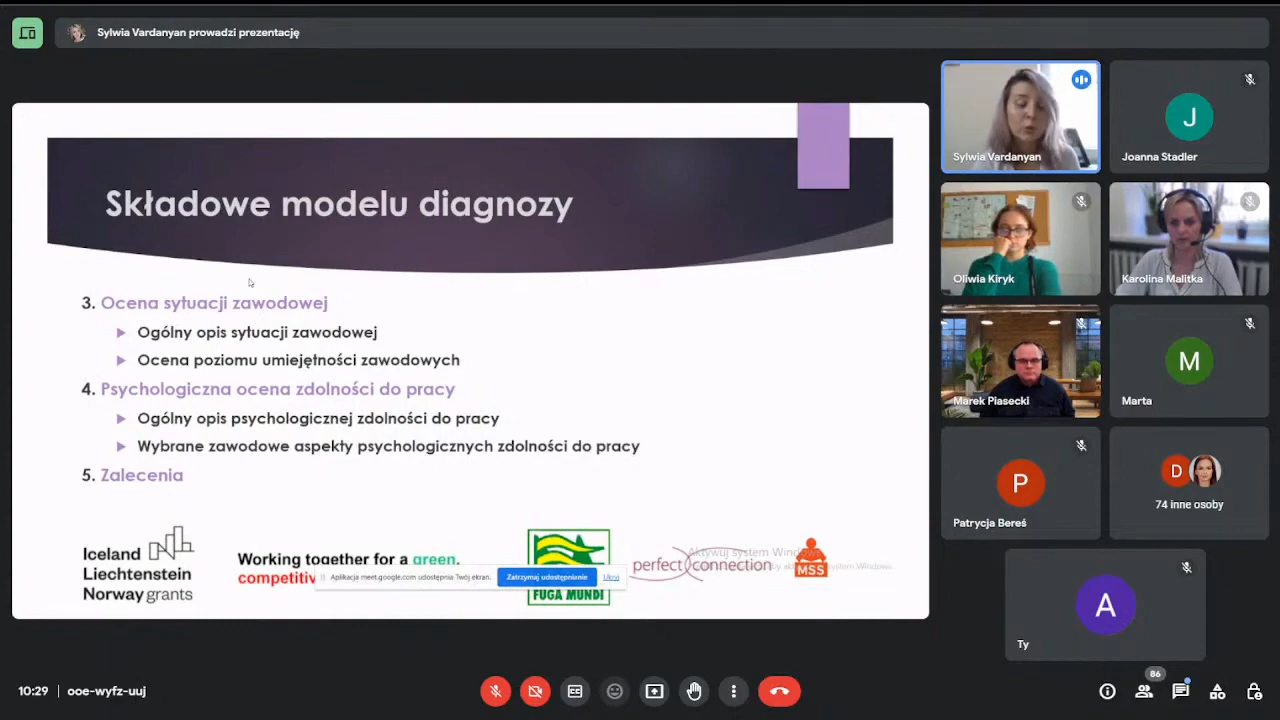 Sylwia Vardanyan prowadzi prezentację
Składowe modelu diagnozy
3. Ocena sytuacji zawodowej
Ogólny opis sytuacji zawodowej
Ocena poziomu umiejętności zawodowych
4. Psychologiczna ocena zdolności do pracy
Ogólny opis psychologicznej zdolności do pracy
Wybrane zawodowe aspekty psychologicznych zdolności do pracy
5. Zalecenia
Iceland
Liechtenstein
Norway grants
Working together for a green,
Aplikacja meet.google.com udostępnia Twój ekran.
Zatrzymaj udostępnianie
Ukryj
FUGA MUNDI
perfect connection
MSS
Aktywuj system Windows
system Windows.
Sylwia Vardanyan
J
Joanna Stadler
Oliwia Kiryk
Karolina Malitka
Marek Piasecki
M
Marta
P
Patrycja Bereś
D
74 inne osoby
A
Ty
10:29
ooe-wyfz-uuj
86